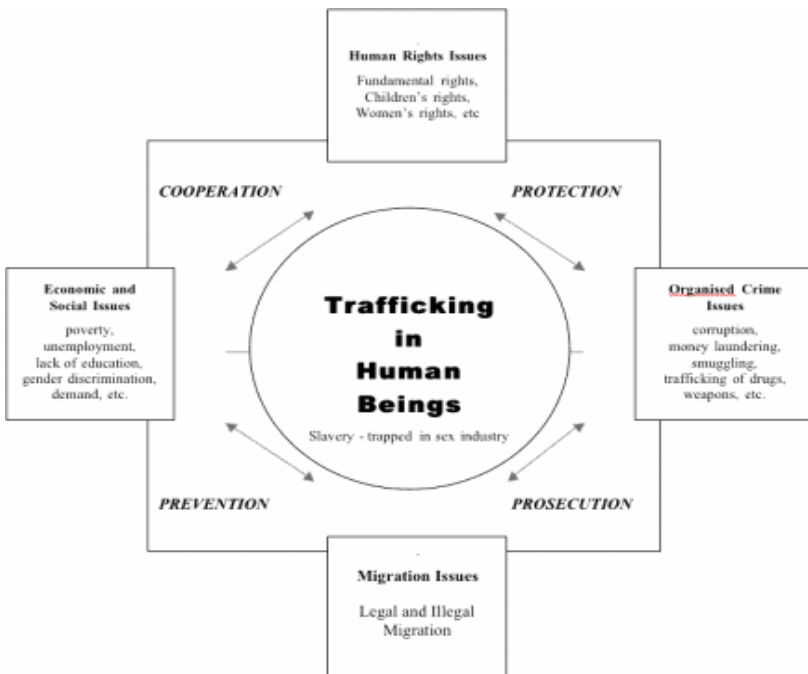 Human Rights Issues
Fundamental rights,
Children's rights,
Women's rights, etc
COOPERATION
PROTECTION
Economic and
Social Issues
poverty,
unemployment,
lack of education,
gender discrimination,
demand, etc.
Trafficking
in
Human
Beings
Slavery - trapped in sex industry
Organised Crime
Issues
corruption,
money laundering,
smuggling,
trafficking of drugs,
weapons, etc.
PREVENTION
PROSECUTION
Migration Issues
Legal and Illegal
Migration